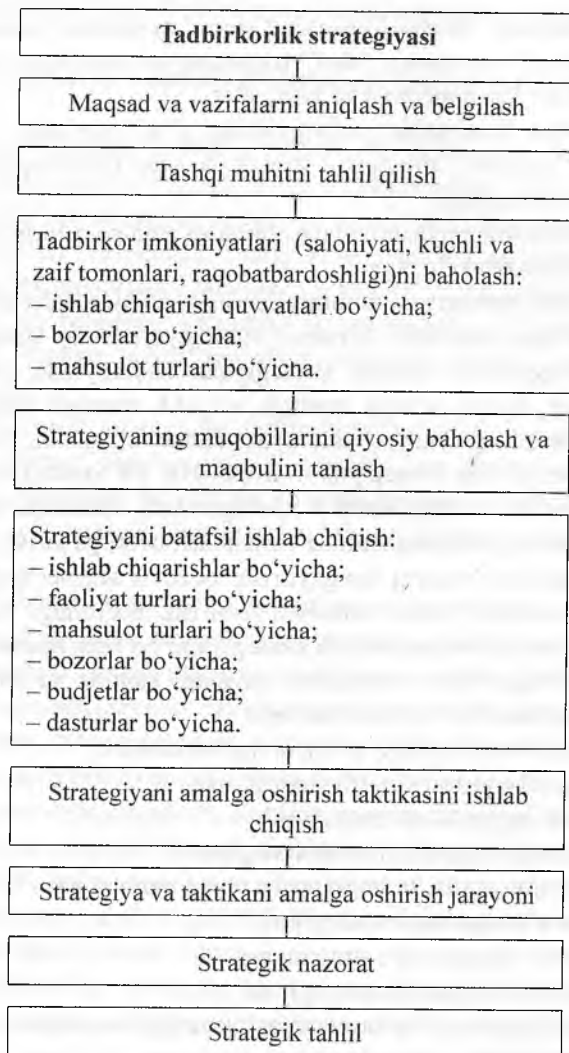 Tadbirkorlik strategiyasi
Maqsad va vazifalarni aniqlash va belgilash
Tashqi muhitni tahlil qilish
Tadbirkor imkoniyatlari (salohiyati, kuchli va
zaif tomonlari, raqobatbardoshligi)ni baholash:
– ishlab chiqarish quvvatlari bo‘yicha;
– bozorlar bo‘yicha;
– mahsulot turlari bo‘yicha.
Strategiyaning muqobillarini qiyosiy baholash va
maqbulini tanlash
Strategiyani batafsil ishlab chiqish:
– ishlab chiqarishlar bo‘yicha;
– faoliyat turlari bo‘yicha;
– mahsulot turlari bo‘yicha;
– bozorlar bo‘yicha;
– budjetlar bo‘yicha;
– dasturlar bo‘yicha.
Strategiyani amalga oshirish taktikasini ishlab
chiqish
Strategiya va taktikani amalga oshirish jarayoni
Strategik nazorat
Strategik tahlil